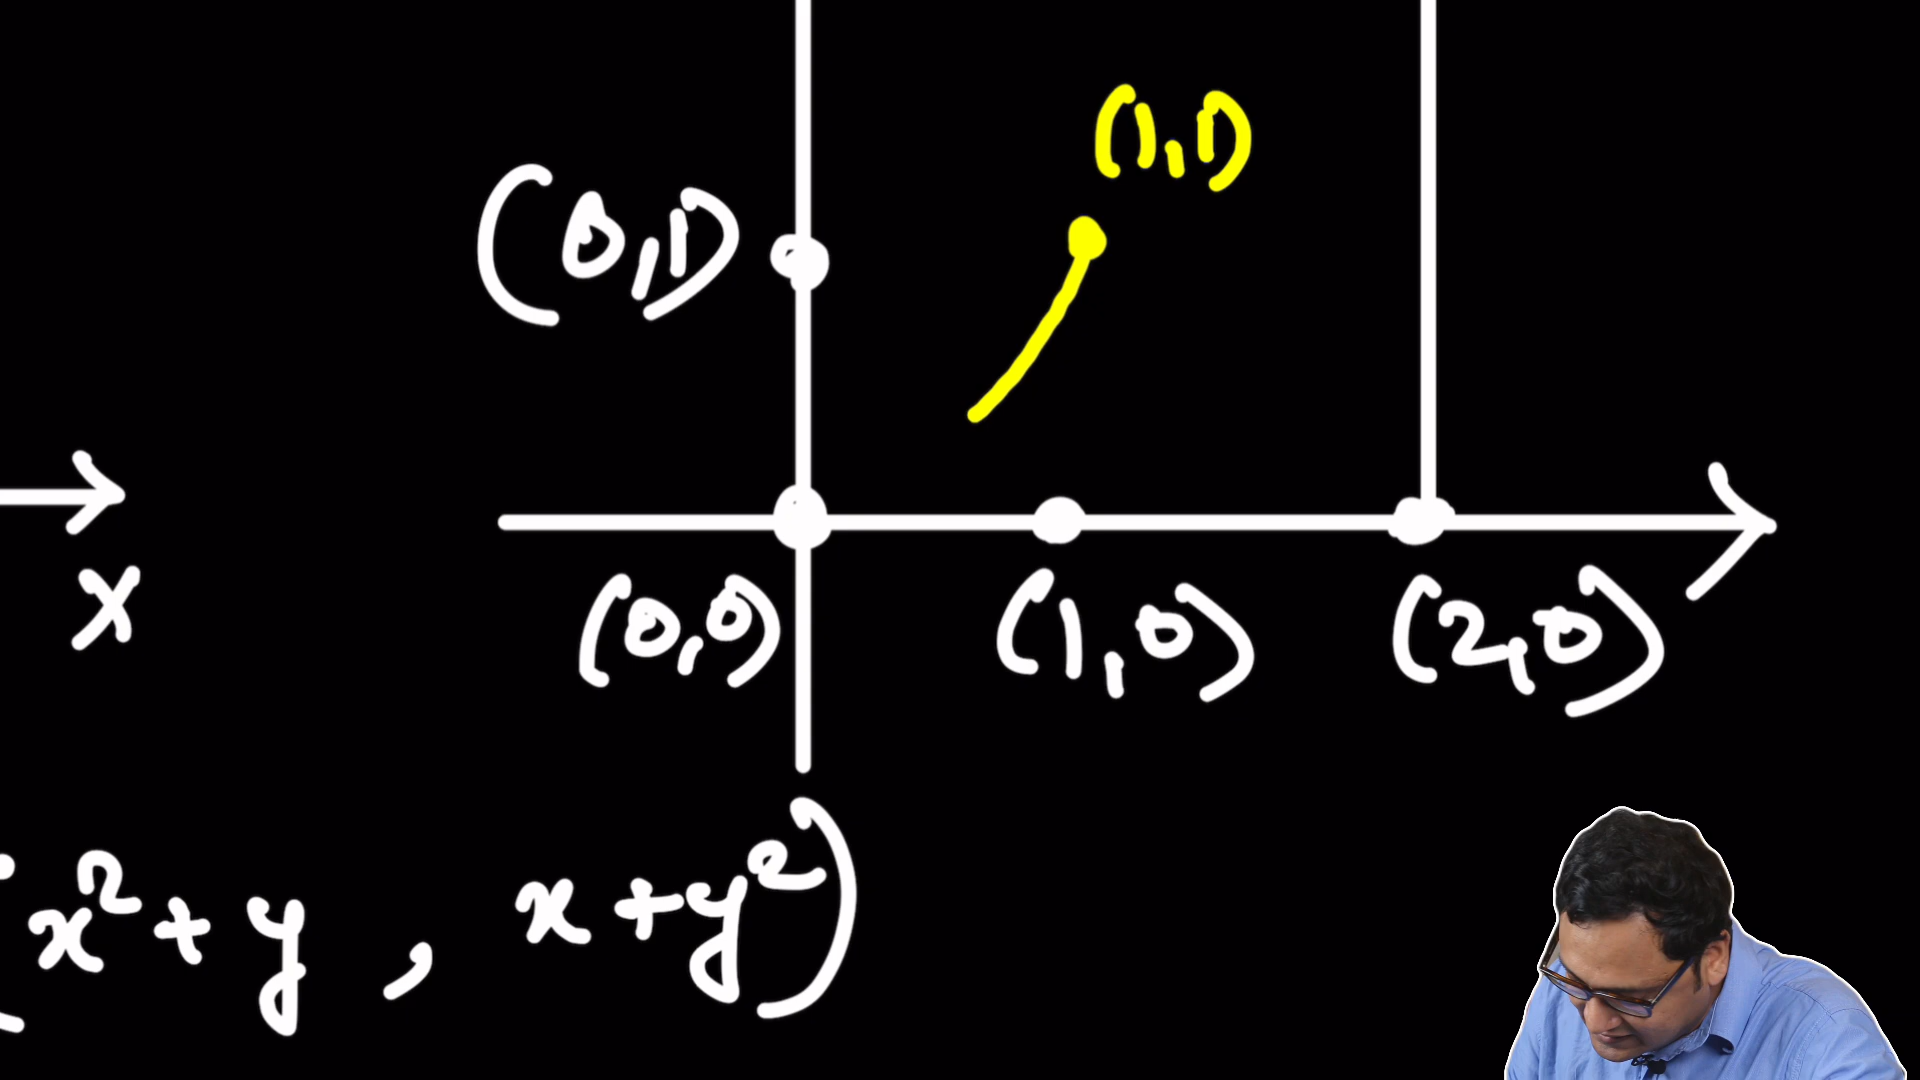 (1,1)
(0,1)
x
(0,0) (1,0) (2,0)
(x²+y , x+y²)